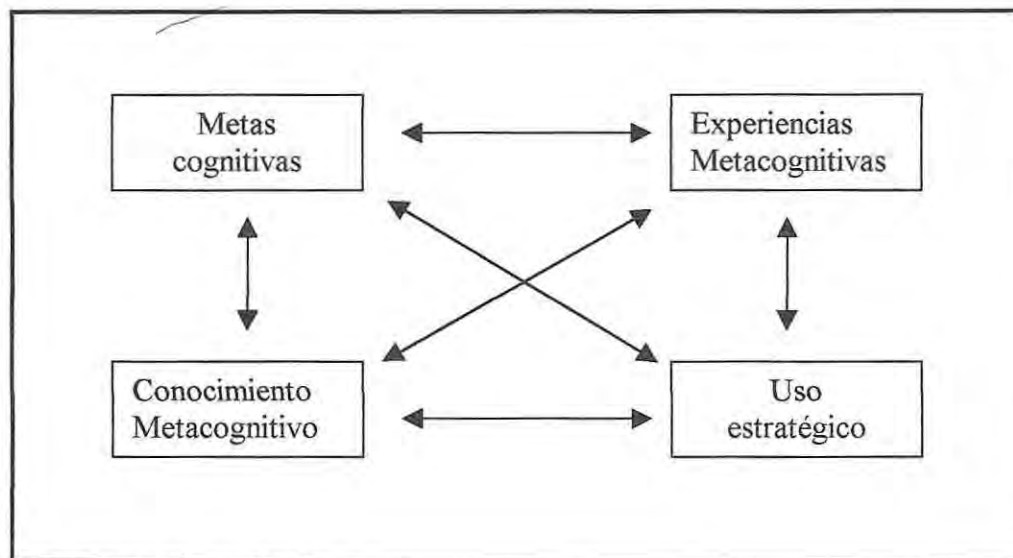 Metas
cognitivas
Experiencias
Metacognitivas
Conocimiento
Metacognitivo
Uso
estratégico